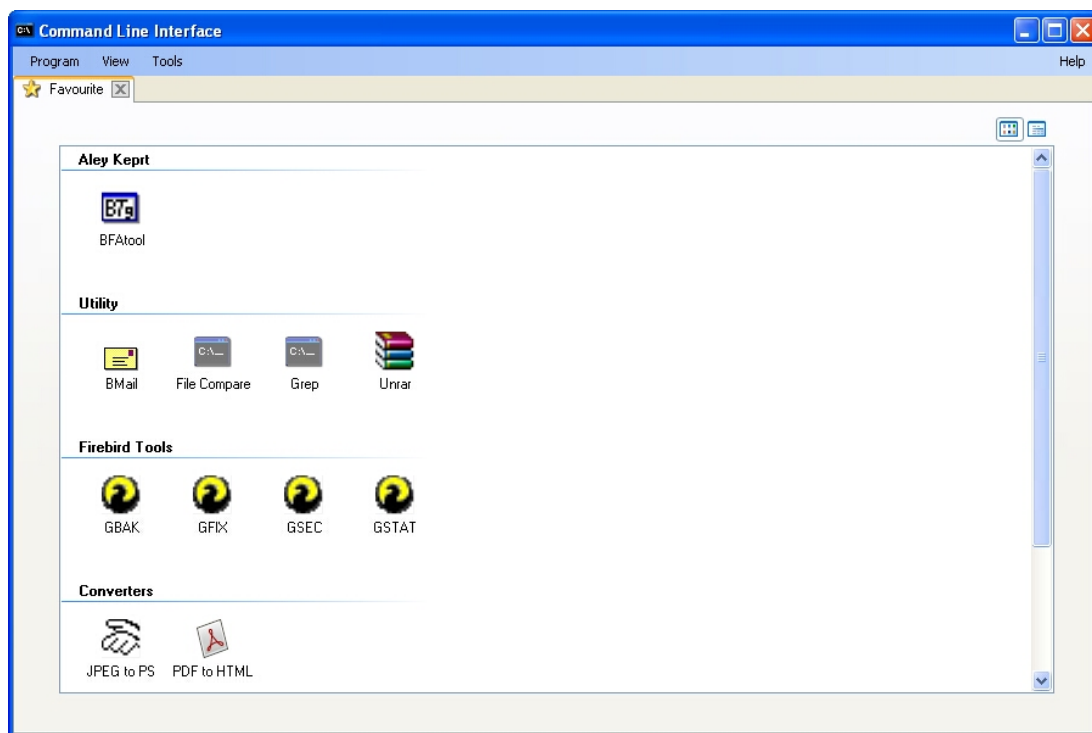 Command Line Interface
Program View Tools Help
Favourite
Aley Keprt
BFAtool
Utility
BMail File Compare Grep Unrar
Firebird Tools
GBAK GFIX GSEC GSTAT
Converters
JPEG to PS PDF to HTML